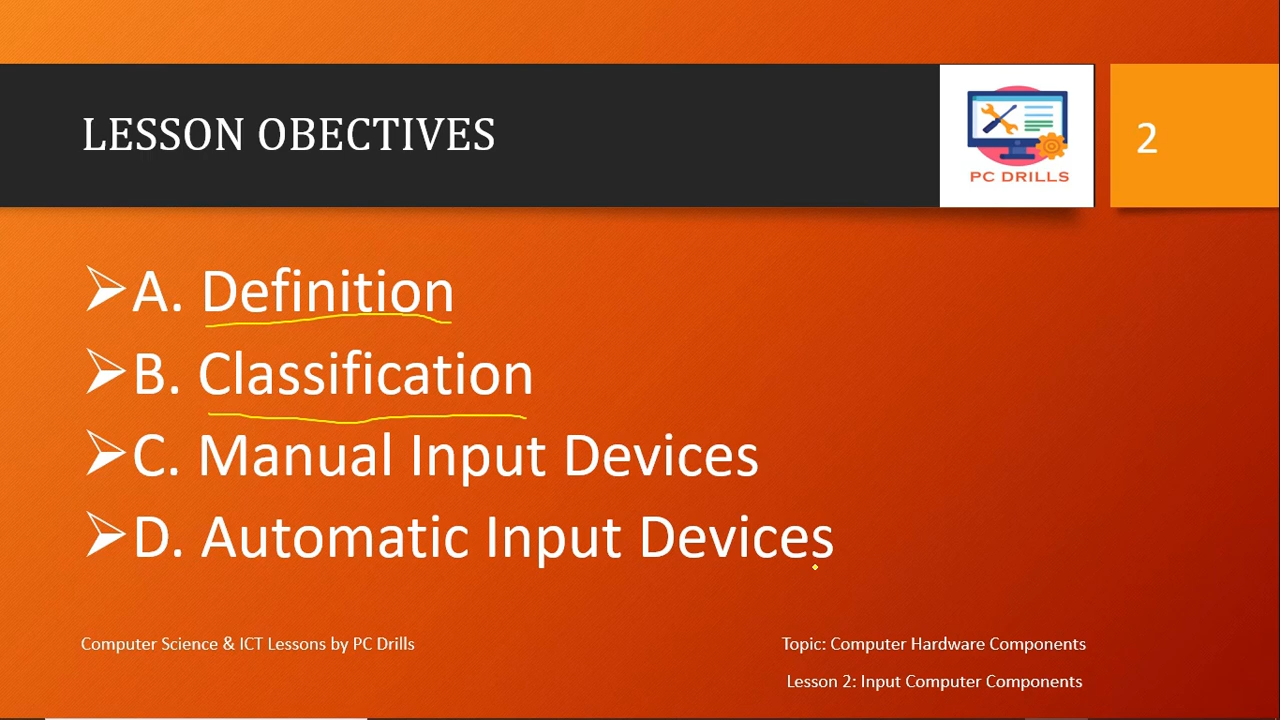 LESSON OBECTIVES
PC DRILLS
2
➢A. Definition
➢B. Classification
➢C. Manual Input Devices
➢D. Automatic Input Devices
Computer Science & ICT Lessons by PC Drills
Topic: Computer Hardware Components
Lesson 2: Input Computer Components